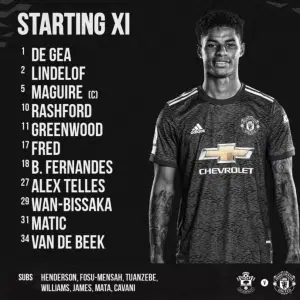 STARTING XI
1 DE GEA
2 LINDELOF
5 MAGUIRE (C)
10 RASHFORD
11 GREENWOOD
17 FRED
18 B. FERNANDES
27 ALEX TELLES
29 WAN-BISSAKA
31 MATIC
34 VAN DE BEEK
SUBS HENDERSON, FOSU-MENSAH, TUANZEBE,
WILLIAMS, JAMES, MATA, CAVANI
adidas
CHEVROLET